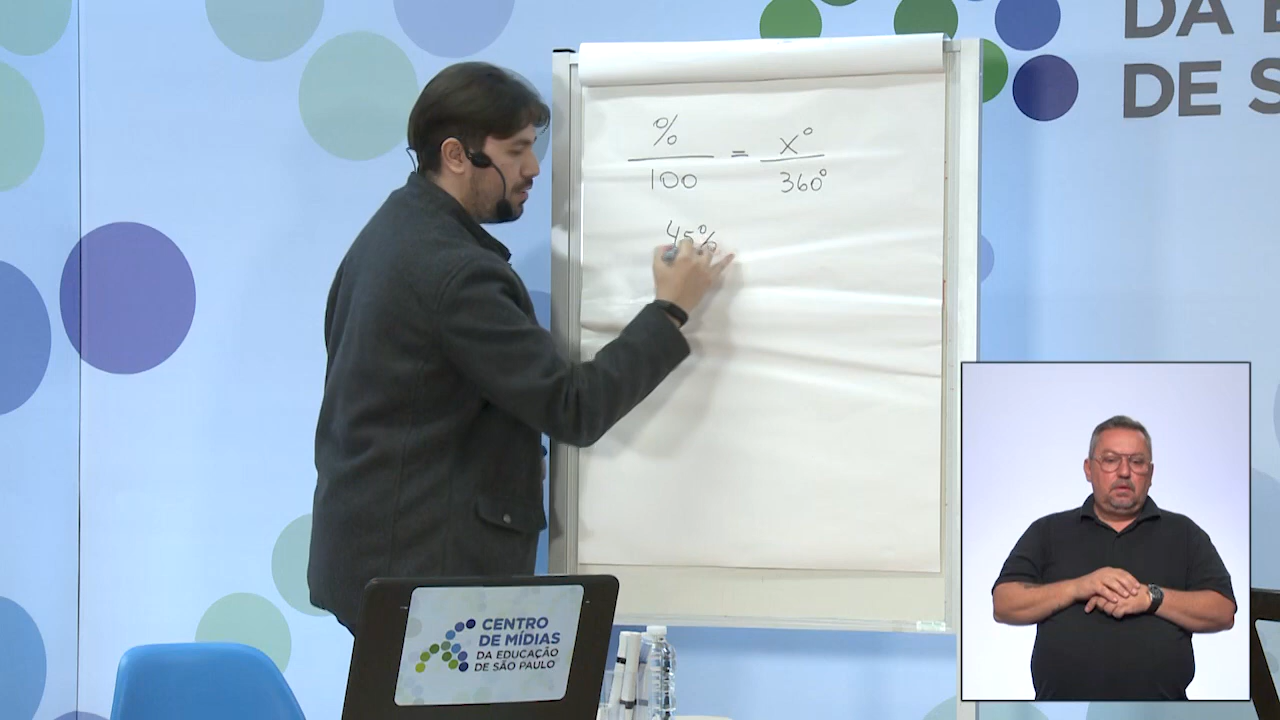 DA E
DE S
% / 100 = x° / 360°
45%
CENTRO
DE MÍDIAS
DA EDUCAÇÃO
DE SÃO PAULO